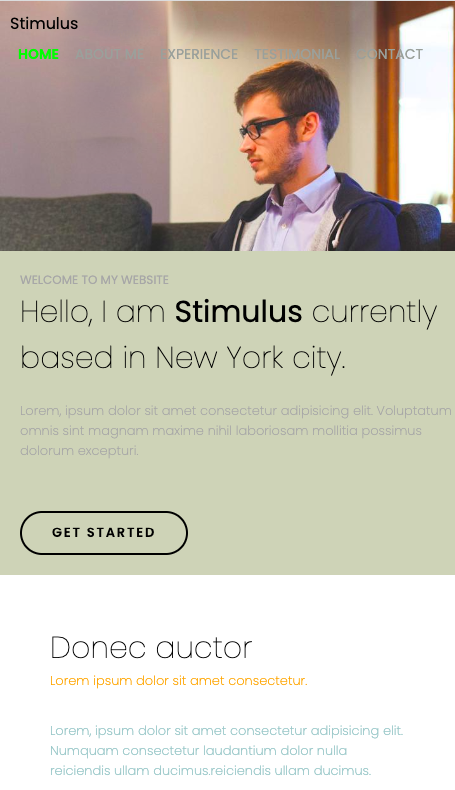 Stimulus
HOME ABOUT ME EXPERIENCE TESTIMONIAL CONTACT
WELCOME TO MY WEBSITE
Hello, I am Stimulus currently
based in New York city.
Lorem, ipsum dolor sit amet consectetur adipisicing elit. Voluptatum
omnis sint magnam maxime nihil laboriosam mollitia possimus
dolorum excepturi.
GET STARTED
Donec auctor
Lorem ipsum dolor sit amet consectetur.
Lorem, ipsum dolor sit amet consectetur adipisicing elit.
Numquam consectetur laudantium dolor nulla
reiciendis ullam ducimus.reiciendis ullam ducimus.